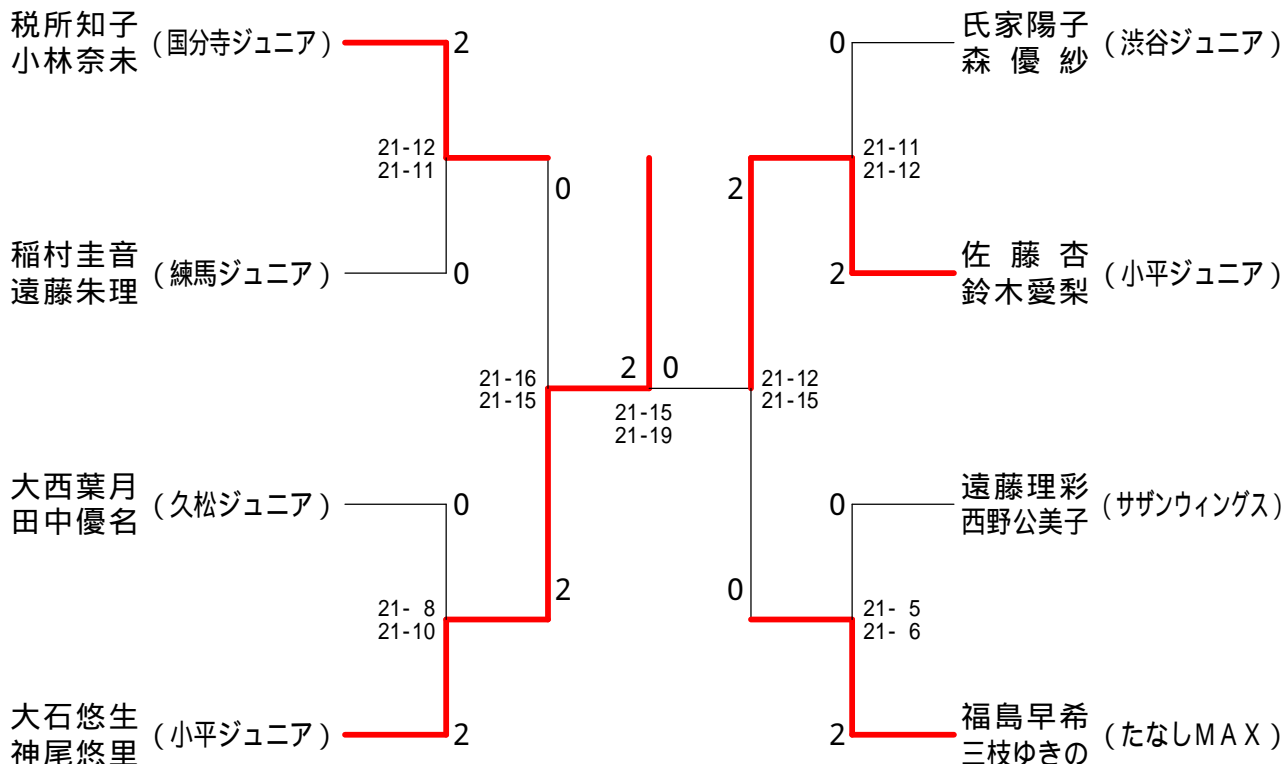 税所知子
小林奈未
（国分寺ジュニア）
2
21-12
21-11
0
稲村圭音
遠藤朱理
（練馬ジュニア）
0
21-16
21-15
大西葉月
田中優名
（久松ジュニア）
0
21- 8
21-10
2
大石悠生
神尾悠里
（小平ジュニア）
2
2
0
21-15
21-19
0
氏家陽子
森 優 紗
（渋谷ジュニア）
2
21-11
21-12
2
佐 藤 杏
鈴木愛梨
（小平ジュニア）
21-12
21-15
0
遠藤理彩
西野公美子
（サザンウィングス）
0
21- 5
21- 6
2
福島早希
三枝ゆきの
（たなしＭＡＸ）